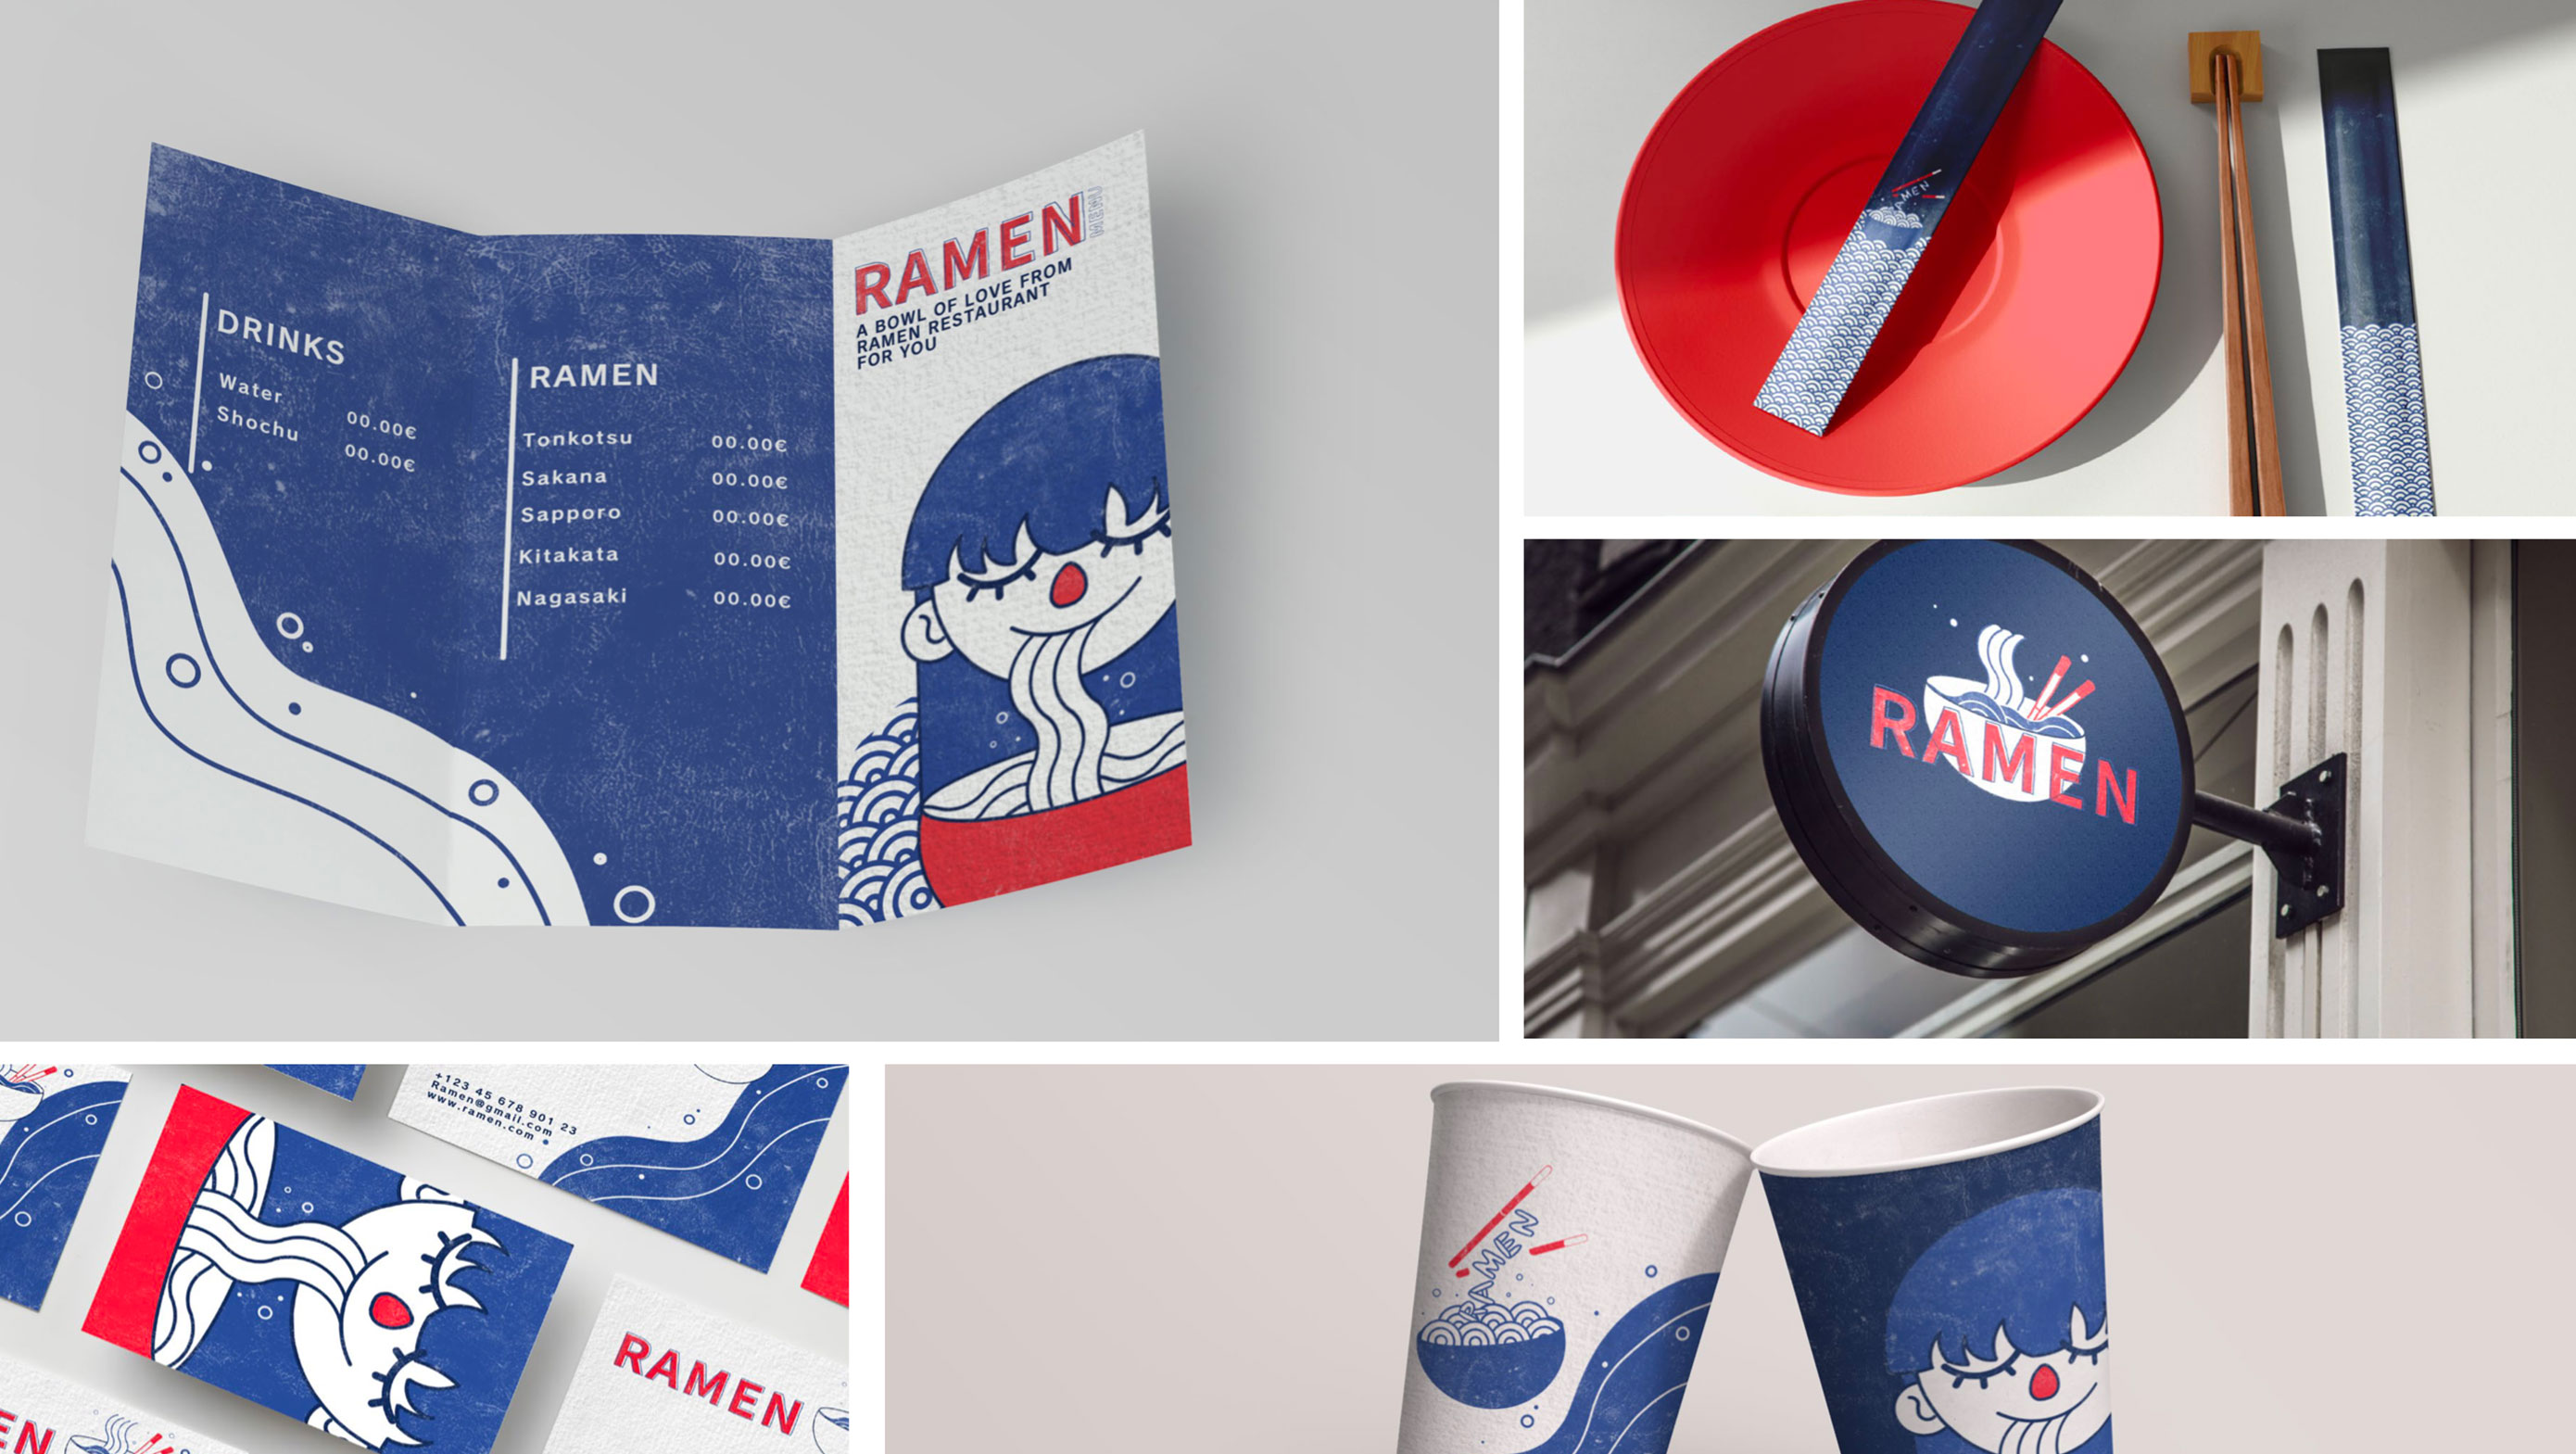 DRINKS
Water 00.00€
Shochu 00.00€
RAMEN
Tonkotsu 00.00€
Sakana 00.00€
Sapporo 00.00€
Kitakata 00.00€
Nagasaki 00.00€
RAMEN
MENU
A BOWL OF LOVE FROM
RAMEN RESTAURANT
FOR YOU
RAMEN
+123 45 678 901 23
Ramen@gmail.com
www.ramen.com
RAMEN
EN
RAMEN